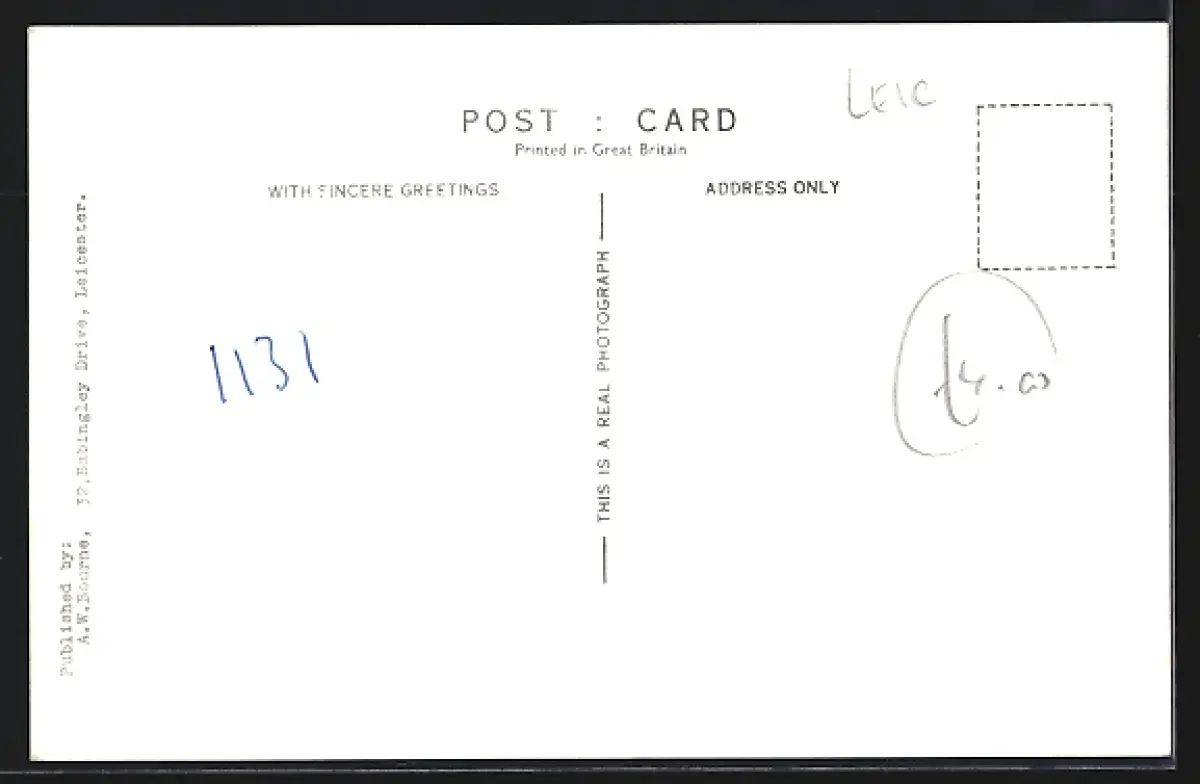 LEIC
POST : CARD
Printed in Great Britain
WITH SINCERE GREETINGS
ADDRESS ONLY
THIS IS A REAL PHOTOGRAPH
1131
£4.00
Published by:
A.W.Bourne, 32,Babingley Drive, Leicester.